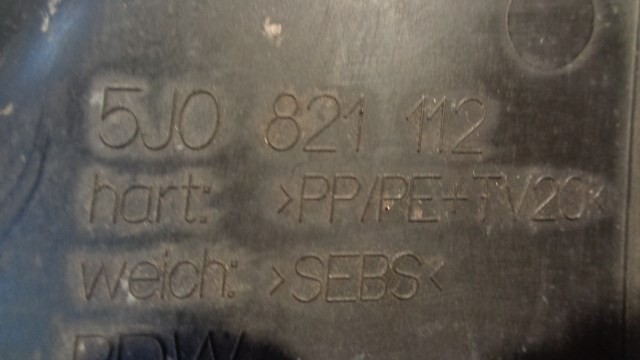 5J0 821 112
hart: >PP/PE+TV20<
weich: >SEBS<